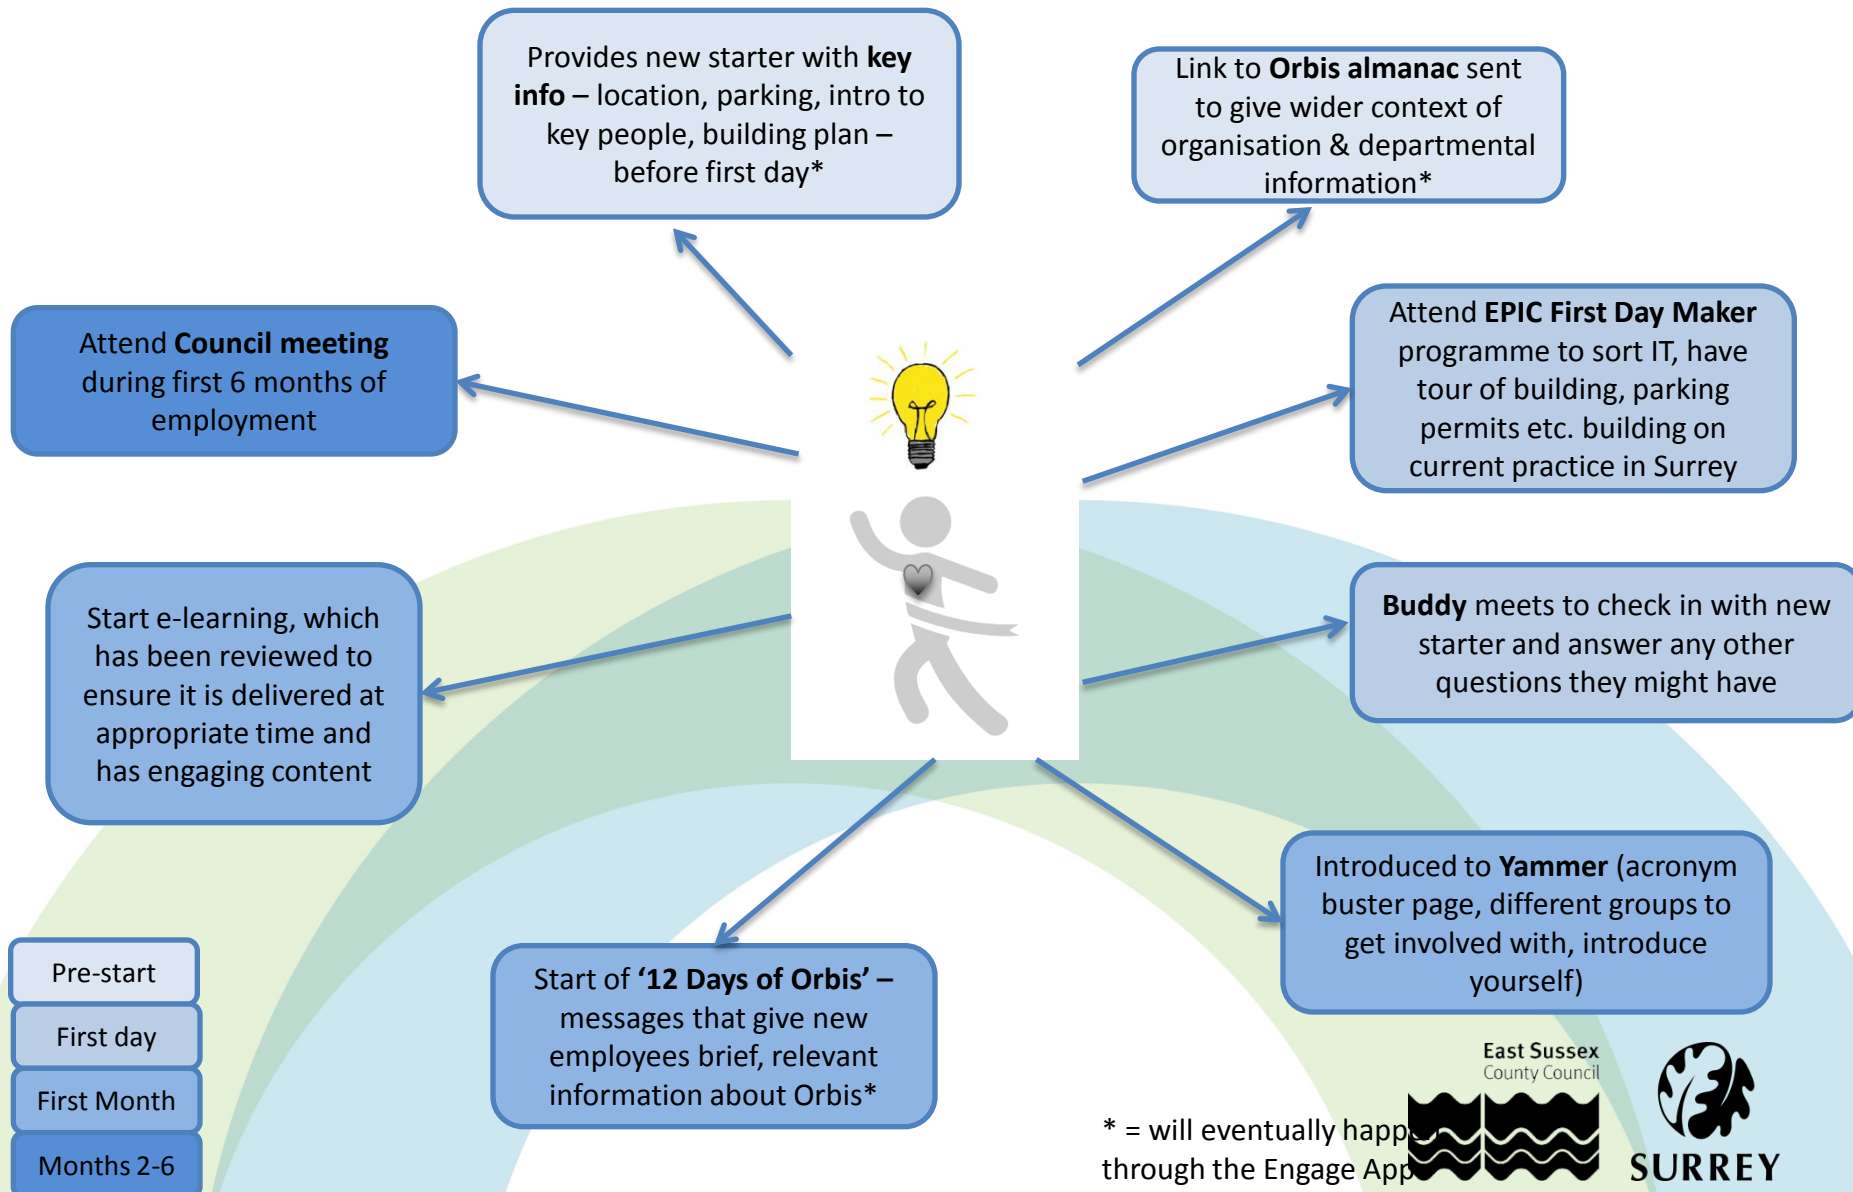 Provides new starter with key
info – location, parking, intro to
key people, building plan –
before first day*
Link to Orbis almanac sent
to give wider context of
organisation & departmental
information*
Attend Council meeting
during first 6 months of
employment
Attend EPIC First Day Maker
programme to sort IT, have
tour of building, parking
permits etc. building on
current practice in Surrey
Start e-learning, which
has been reviewed to
ensure it is delivered at
appropriate time and
has engaging content
Buddy meets to check in with new
starter and answer any other
questions they might have
Introduced to Yammer (acronym
buster page, different groups to
get involved with, introduce
yourself)
Start of ‘12 Days of Orbis’ –
messages that give new
employees brief, relevant
information about Orbis*
Pre-start
First day
First Month
Months 2-6
* = will eventually happen
through the Engage App
East Sussex
County Council
SURREY